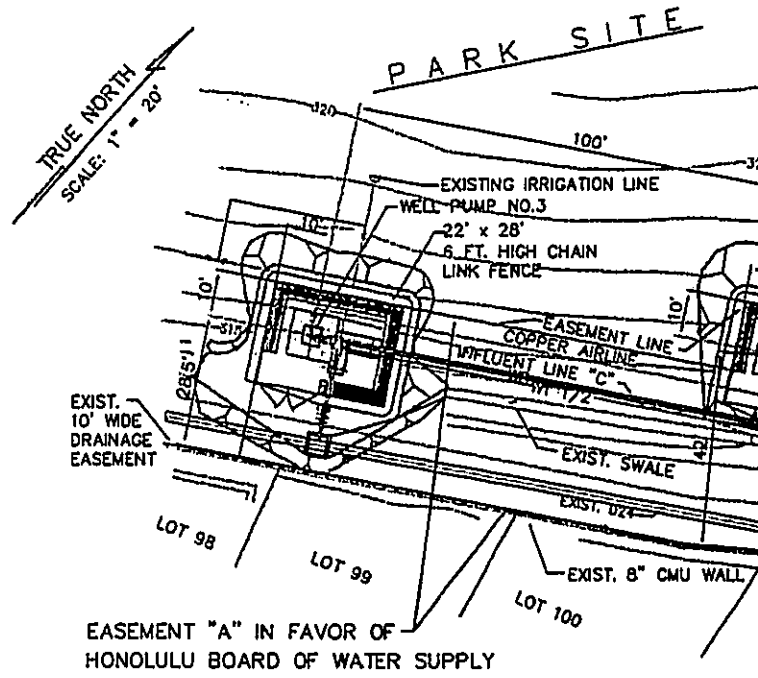 PARK SITE
TRUE NORTH
SCALE: 1" = 20'
320
100'
EXISTING IRRIGATION LINE
WELL PUMP NO.3
10'
22' x 28'
6 FT. HIGH CHAIN
LINK FENCE
10'
10'
EASEMENT LINE
COPPER AIRLINE
INFLUENT LINE "C"
EXIST.
10' WIDE
DRAINAGE
EASEMENT
42
EXIST. SWALE
EXIST. D24
LOT 98
LOT 99
EXIST. 8" CMU WALL
LOT 100
EASEMENT "A" IN FAVOR OF
HONOLULU BOARD OF WATER SUPPLY